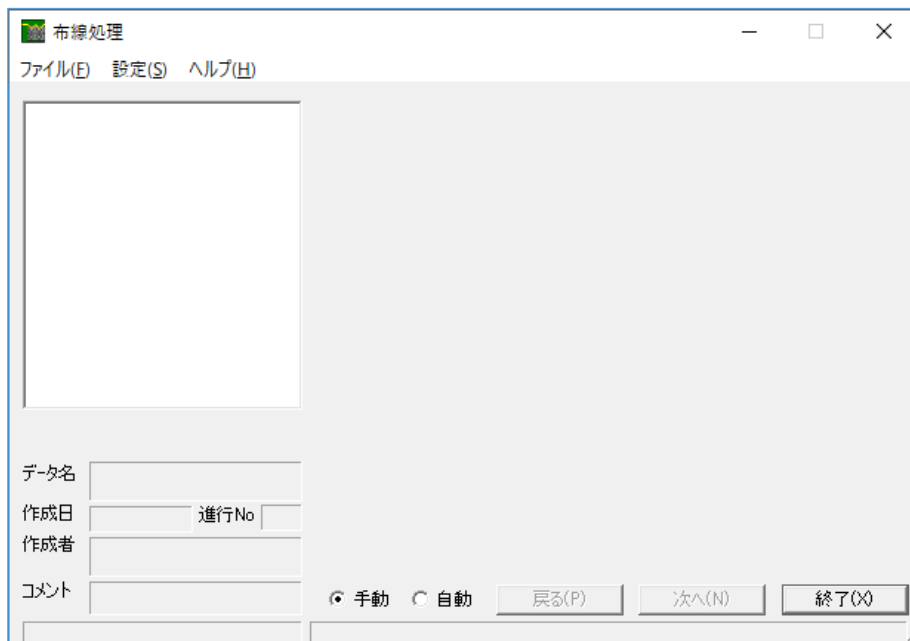 布線処理
ファイル(F) 設定(S) ヘルプ(H)
データ名
作成日 進行No
作成者
コメント
手動 自動 戻る(P) 次へ(N) 終了(X)